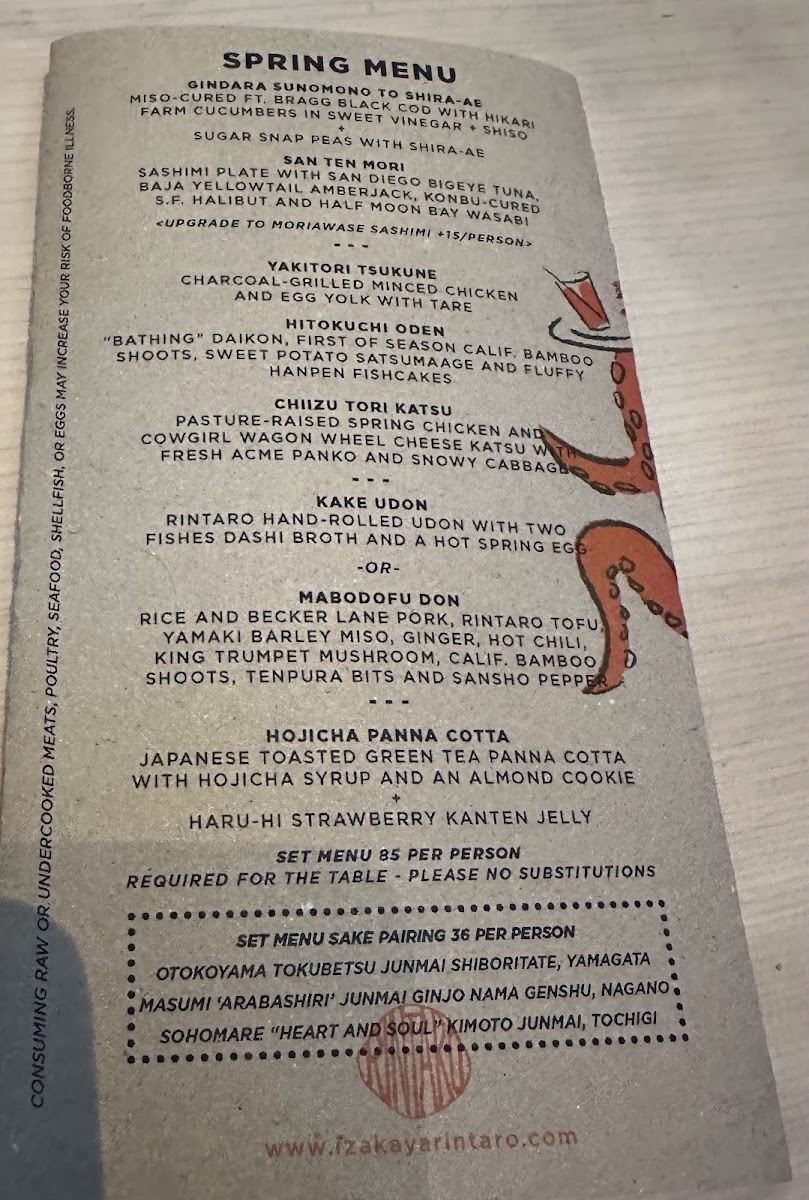 SPRING MENU
GINDARA SUNOMONO TO SHIRA-AE
MISO-CURED FT. BRAGG BLACK COD WITH HIKARI
FARM CUCUMBERS IN SWEET VINEGAR + SHISO
+
SUGAR SNAP PEAS WITH SHIRA-AE
SAN TEN MORI
SASHIMI PLATE WITH SAN DIEGO BIGEYE TUNA,
BAJA YELLOWTAIL AMBERJACK, KONBU-CURED
S.F. HALIBUT AND HALF MOON BAY WASABI
<UPGRADE TO MORIAWASE SASHIMI +15/PERSON>
---
YAKITORI TSUKUNE
CHARCOAL-GRILLED MINCED CHICKEN
AND EGG YOLK WITH TARE
HITOKUCHI ODEN
"BATHING" DAIKON, FIRST OF SEASON CALIF. BAMBOO
SHOOTS, SWEET POTATO SATSUMAAGE AND FLUFFY
HANPEN FISHCAKES
CHIIZU TORI KATSU
PASTURE-RAISED SPRING CHICKEN AND
COWGIRL WAGON WHEEL CHEESE KATSU WITH
FRESH ACME PANKO AND SNOWY CABBAGE
---
KAKE UDON
RINTARO HAND-ROLLED UDON WITH TWO
FISHES DASHI BROTH AND A HOT SPRING EGG
-OR-
MABODOFU DON
RICE AND BECKER LANE PORK, RINTARO TOFU,
YAMAKI BARLEY MISO, GINGER, HOT CHILI,
KING TRUMPET MUSHROOM, CALIF. BAMBOO
SHOOTS, TENPURA BITS AND SANSHO PEPPER
---
HOJICHA PANNA COTTA
JAPANESE TOASTED GREEN TEA PANNA COTTA
WITH HOJICHA SYRUP AND AN ALMOND COOKIE
+
HARU-HI STRAWBERRY KANTEN JELLY
SET MENU 85 PER PERSON
REQUIRED FOR THE TABLE - PLEASE NO SUBSTITUTIONS
SET MENU SAKE PAIRING 36 PER PERSON
OTOKOYAMA TOKUBETSU JUNMAI SHIBORITATE, YAMAGATA
MASUMI 'ARABASHIRI' JUNMAI GINJO NAMA GENSHU, NAGANO
SOHOMARE "HEART AND SOUL" KIMOTO JUNMAI, TOCHIGI
RINTARO
www.izakayarintaro.com
CONSUMING RAW OR UNDERCOOKED MEATS, POULTRY, SEAFOOD, SHELLFISH, OR EGGS MAY INCREASE YOUR RISK OF FOODBORNE ILLNESS.